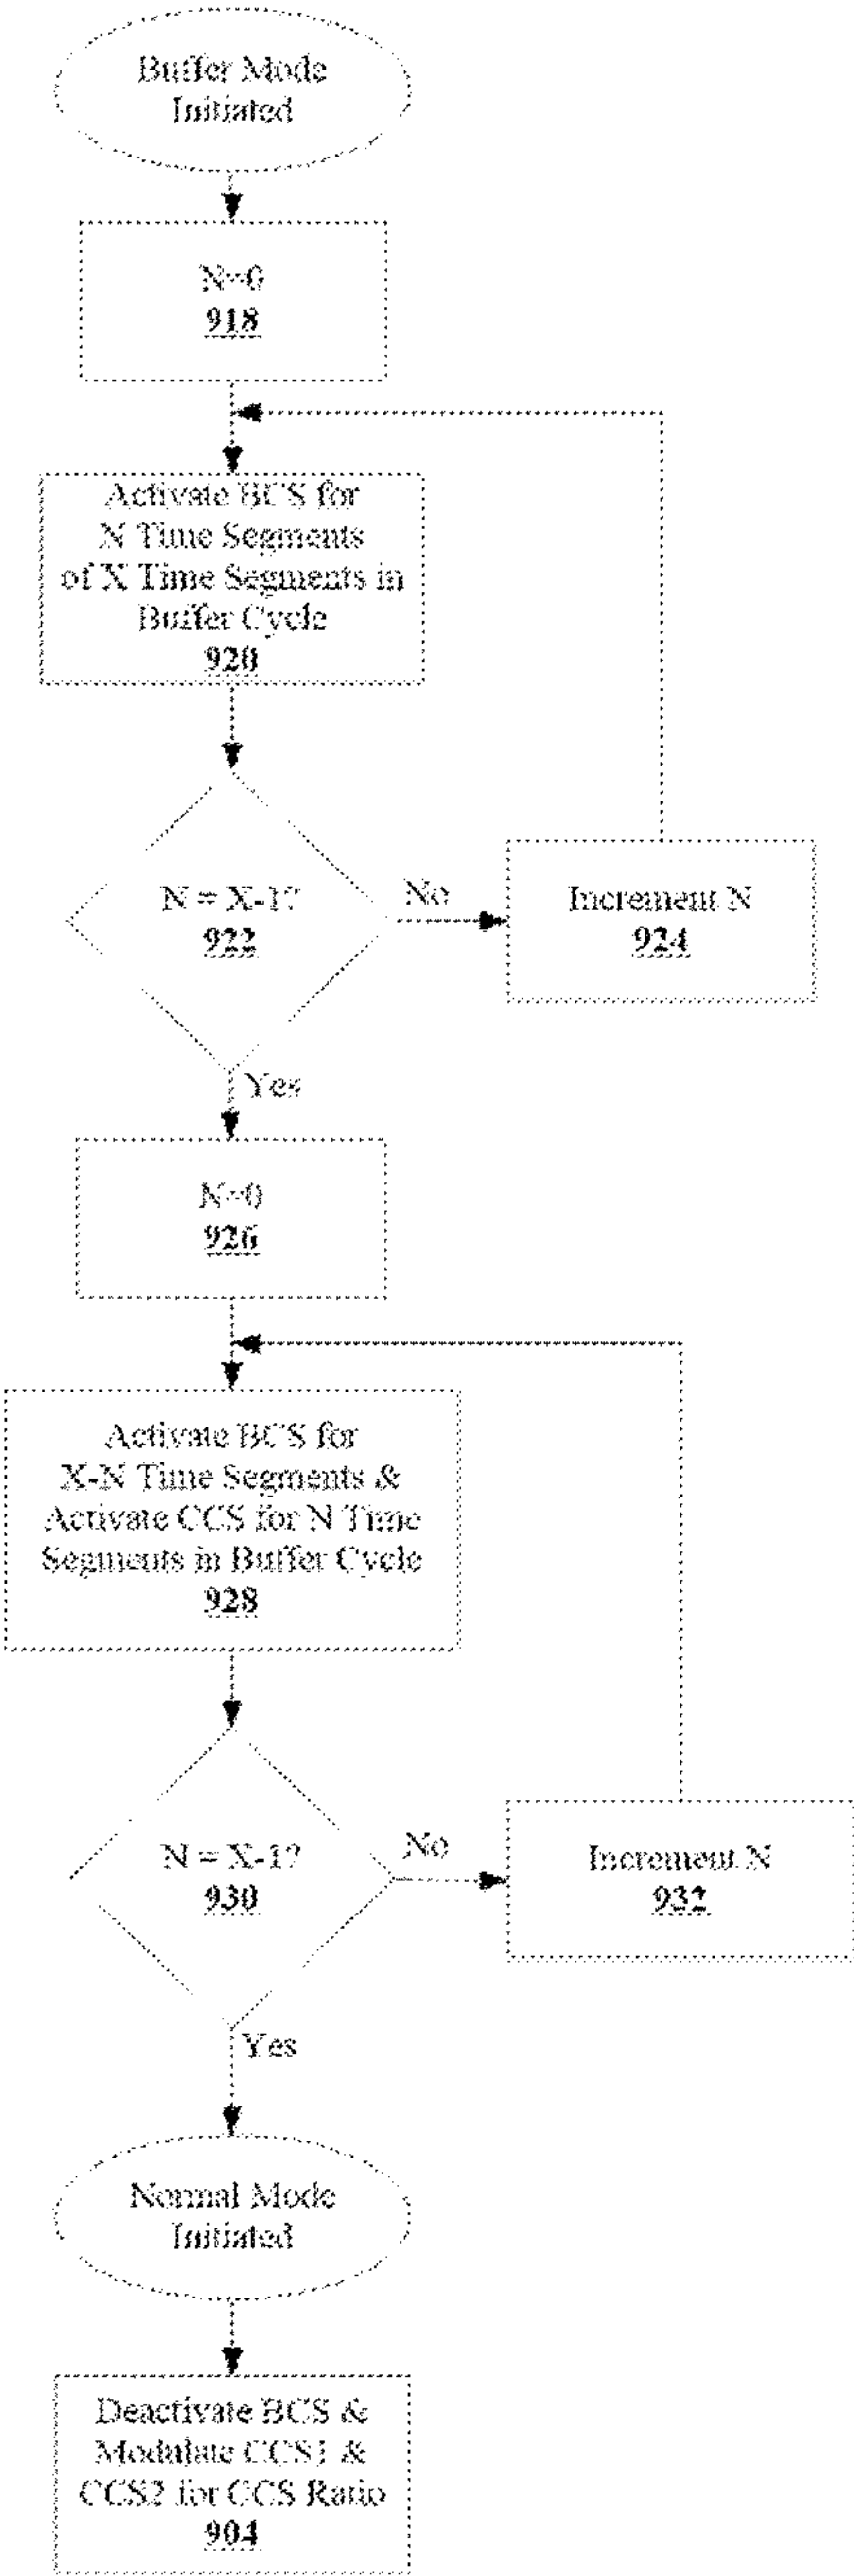 Buffer Mode
Initiated
N=0
918
Activate BCS for
N Time Segments
of X Time Segments in
Buffer Cycle
920
N = X-1?
922
No
Increment N
924
Yes
N=0
926
Activate BCS for
X-N Time Segments &
Activate CCS for N Time
Segments in Buffer Cycle
928
N = X-1?
930
No
Increment N
932
Yes
Normal Mode
Initiated
Deactivate BCS &
Modulate CCS1 &
CCS2 for CCS Ratio
904